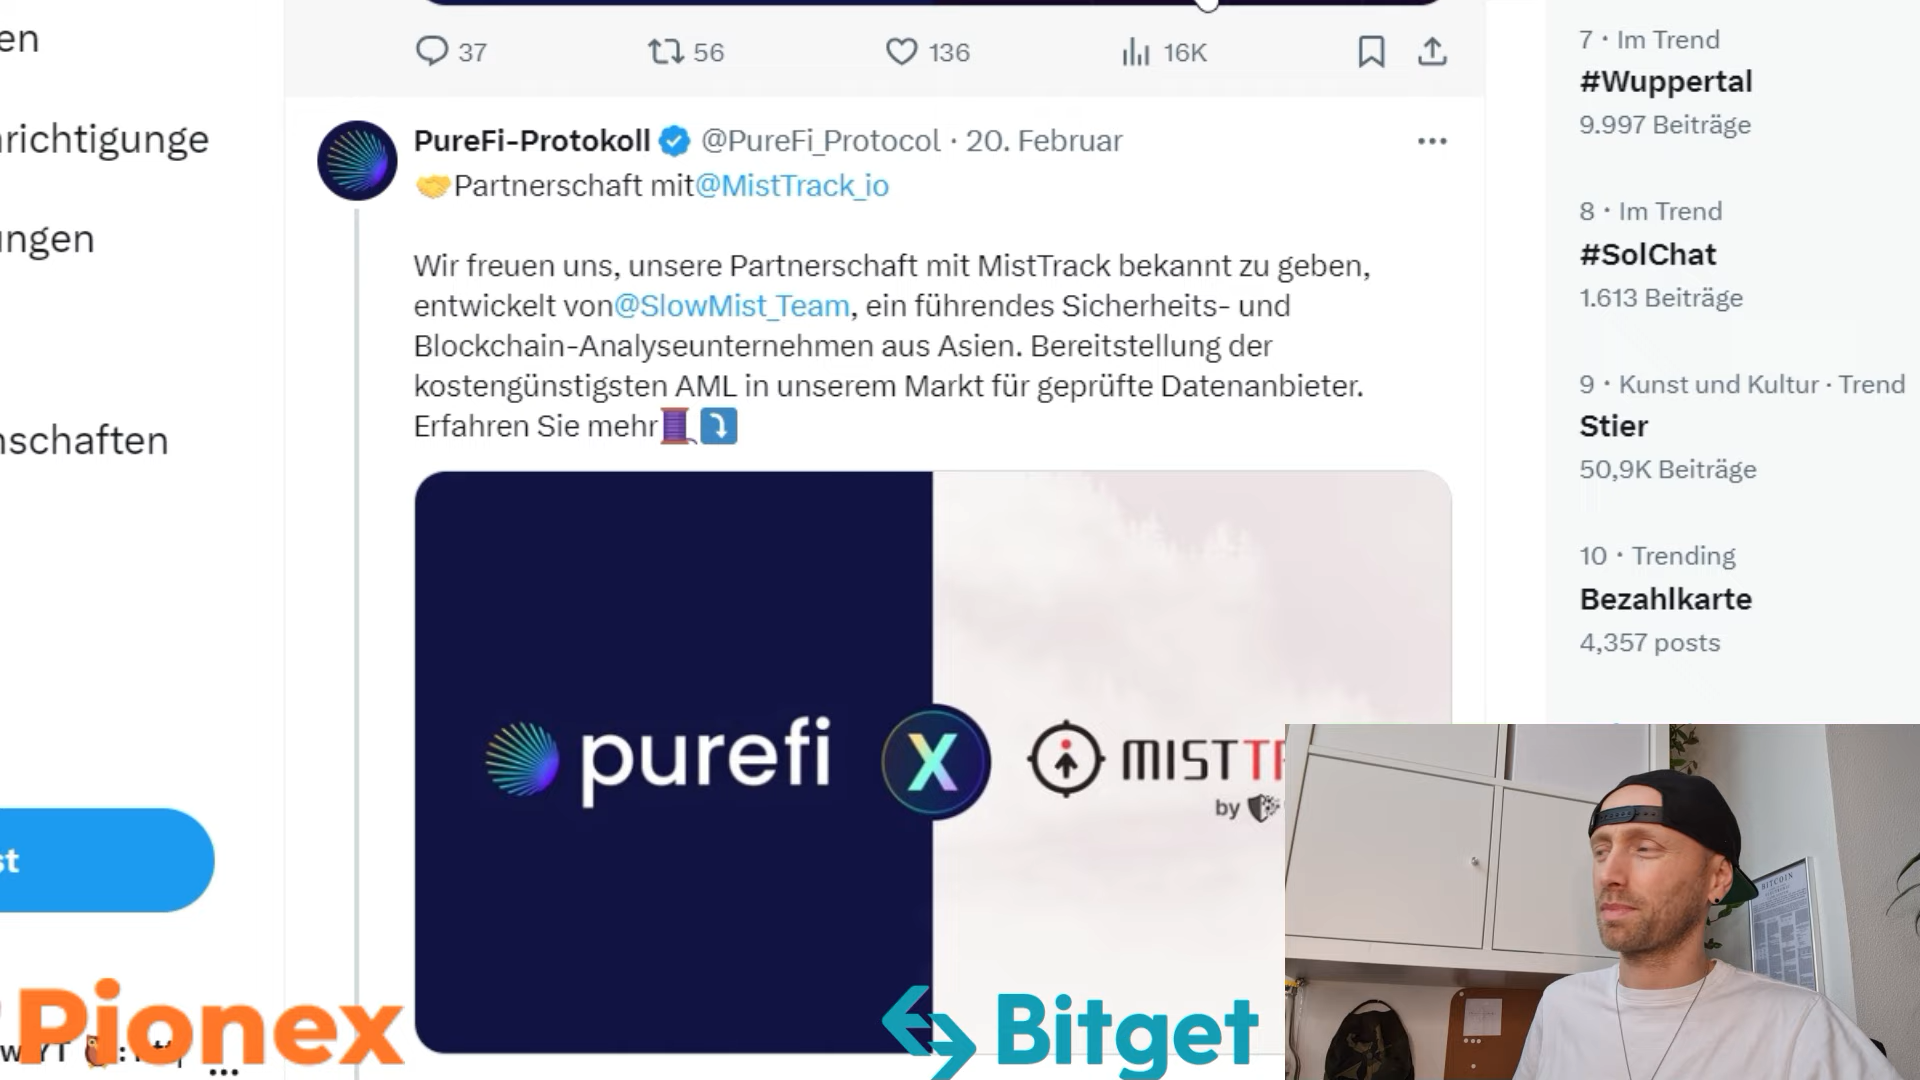 en
nrichtigunge
ungen
nschaften
st
37 56 136 16K
PureFi-Protokoll @PureFi_Protocol · 20. Februar
🤝Partnerschaft mit@MistTrack_io
Wir freuen uns, unsere Partnerschaft mit MistTrack bekannt zu geben,
entwickelt von@SlowMist_Team, ein führendes Sicherheits- und
Blockchain-Analyseunternehmen aus Asien. Bereitstellung der
kostengünstigsten AML in unserem Markt für geprüfte Datenanbieter.
Erfahren Sie mehr🧵⤵️
purefi
X
MISTTR
by
Pionex
Bitget
7 · Im Trend
#Wuppertal
9.997 Beiträge
8 · Im Trend
#SolChat
1.613 Beiträge
9 · Kunst und Kultur · Trend
Stier
50,9K Beiträge
10 · Trending
Bezahlkarte
4,357 posts
BITCOIN